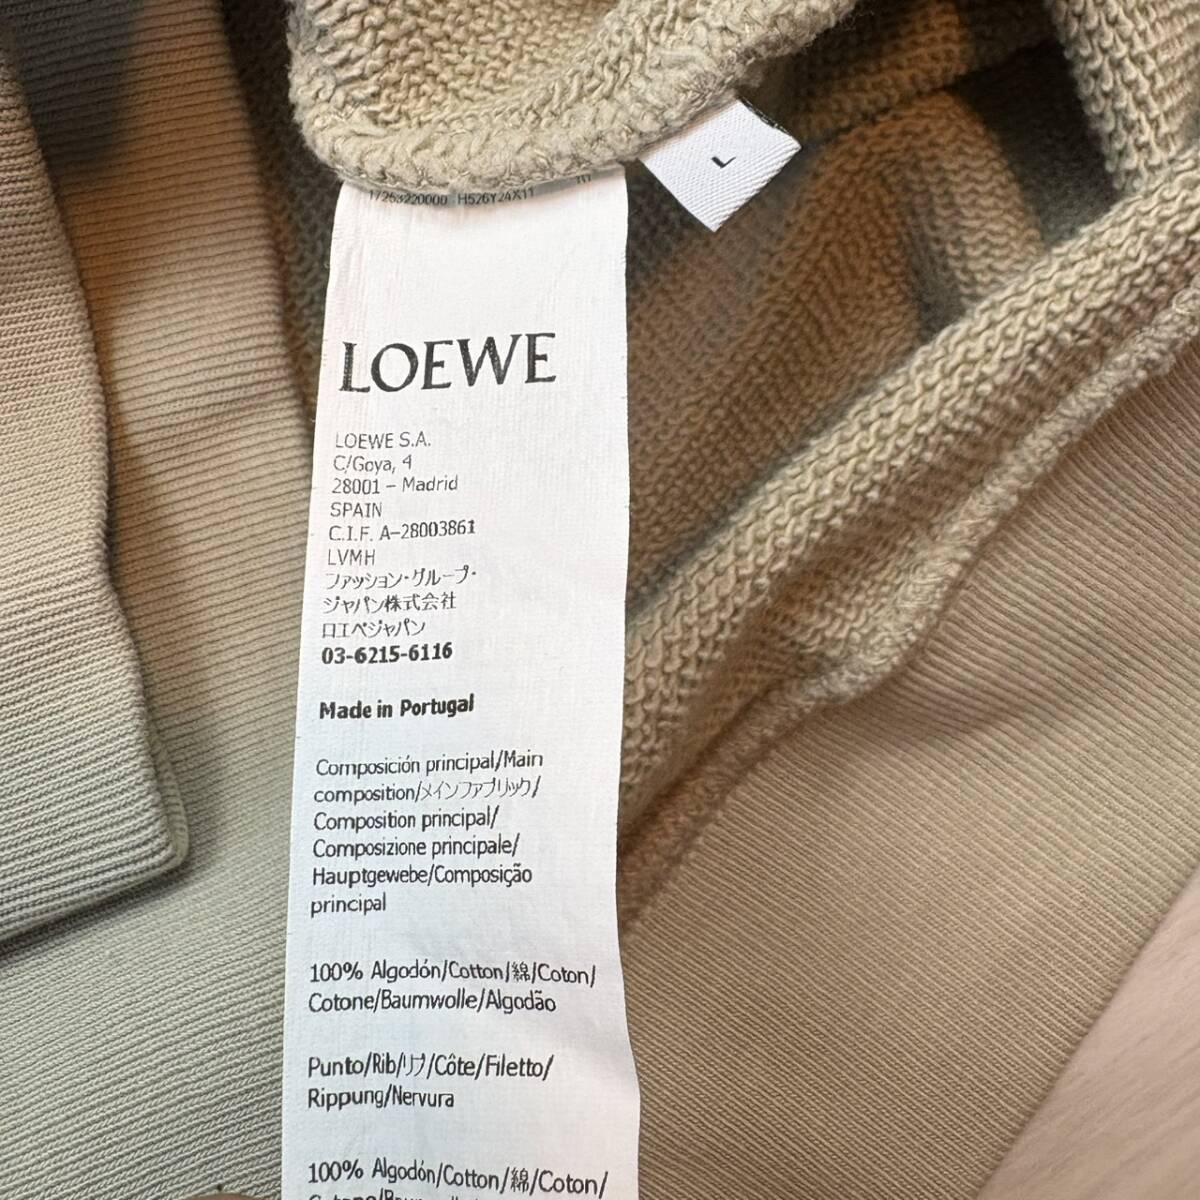 17263220000 H526Y24X11
L
LOEWE
LOEWE S.A.
C/Goya, 4
28001 – Madrid
SPAIN
C.I.F. A-28003861
LVMH
ファッション・グループ・
ジャパン株式会社
ロエベジャパン
03-6215-6116
Made in Portugal
Composición principal/Main
composition/メインファブリック/
Composition principal/
Composizione principale/
Hauptgewebe/Composição
principal
100% Algodón/Cotton/綿/Coton/
Cotone/Baumwolle/Algodão
Punto/Rib/リブ/Côte/Filetto/
Rippung/Nervura
100% Algodón/Cotton/綿/Coton/